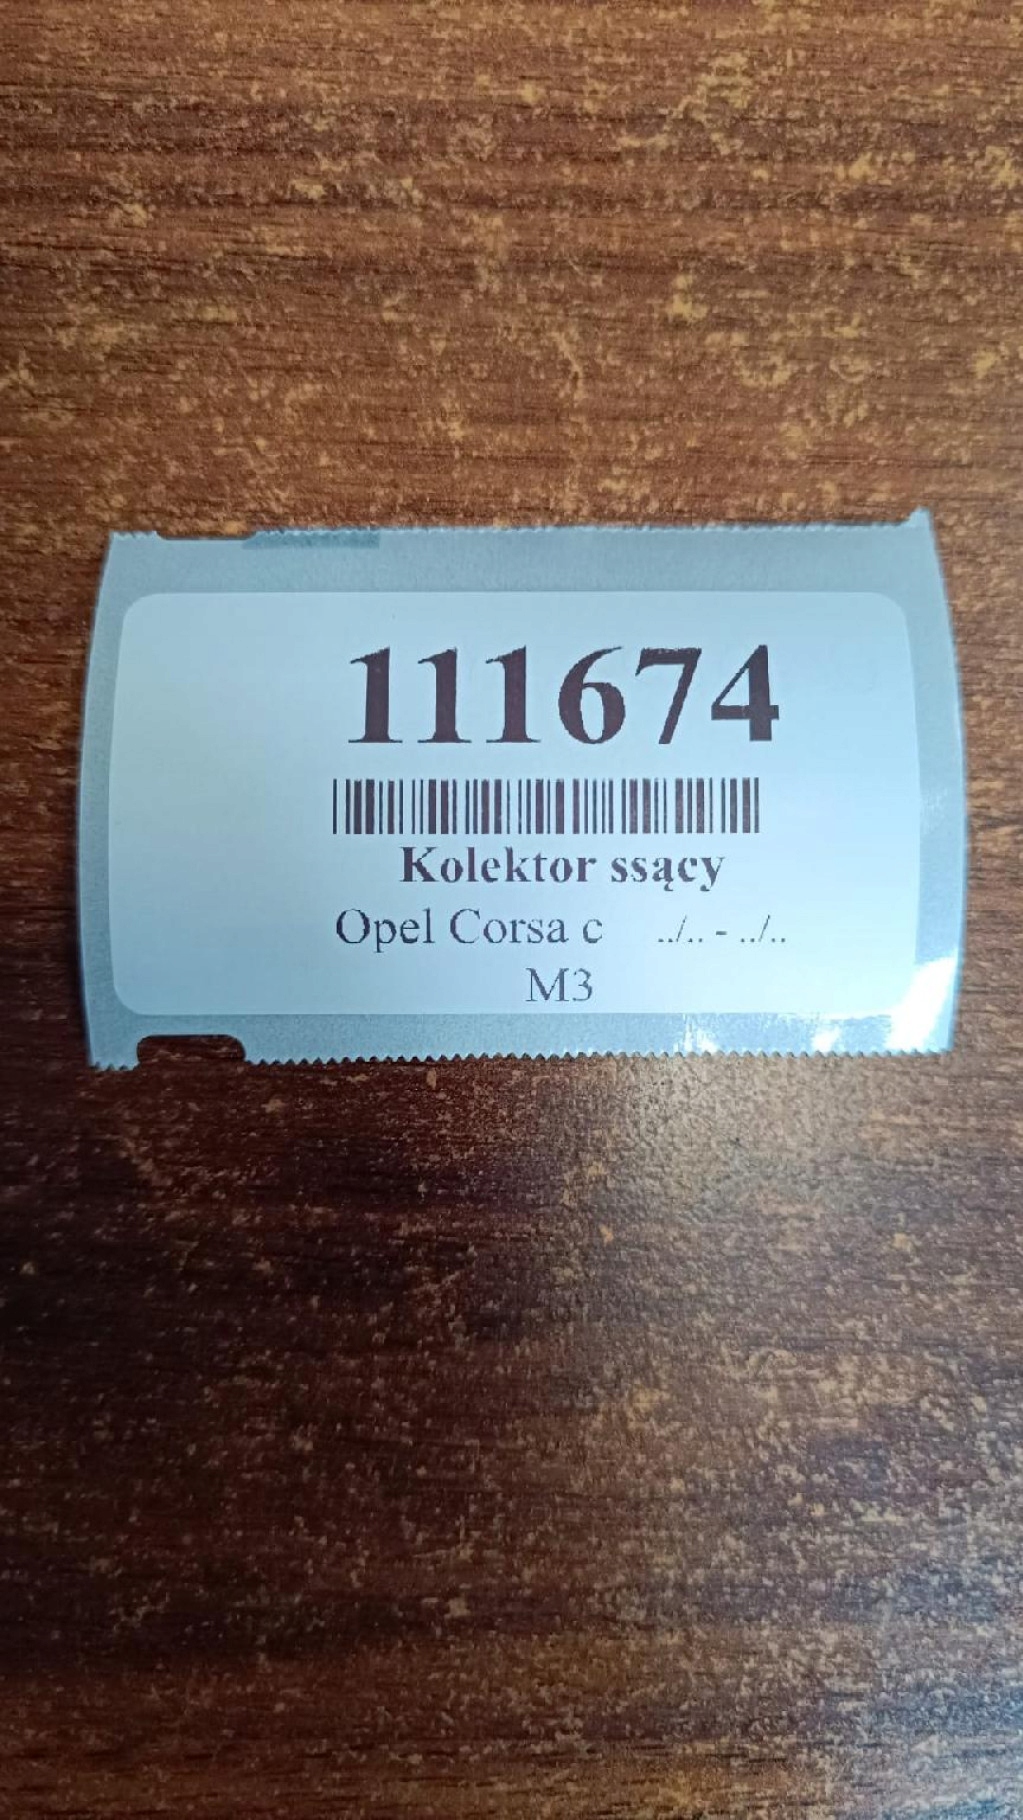 111674
Kolektor ssący
Opel Corsa c ../.. - ../..
M3